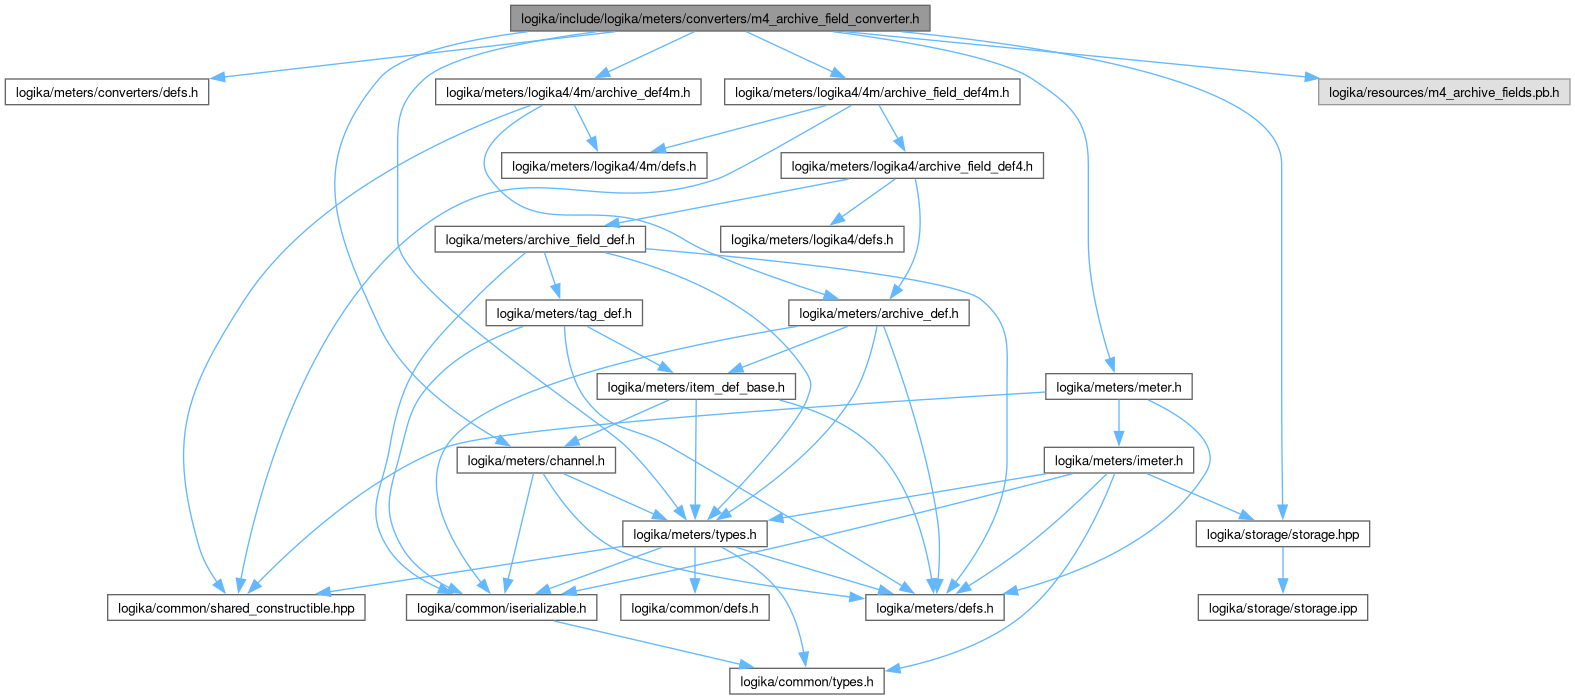 logika/include/logika/meters/converters/m4_archive_field_converter.h
logika/meters/converters/defs.h
logika/meters/logika4/4m/archive_def4m.h
logika/meters/logika4/4m/archive_field_def4m.h
logika/resources/m4_archive_fields.pb.h
logika/meters/logika4/4m/defs.h
logika/meters/logika4/archive_field_def4.h
logika/meters/archive_field_def.h
logika/meters/logika4/defs.h
logika/meters/tag_def.h
logika/meters/archive_def.h
logika/meters/item_def_base.h
logika/meters/meter.h
logika/meters/channel.h
logika/meters/imeter.h
logika/meters/types.h
logika/storage/storage.hpp
logika/common/shared_constructible.hpp
logika/common/iserializable.h
logika/common/defs.h
logika/meters/defs.h
logika/storage/storage.ipp
logika/common/types.h